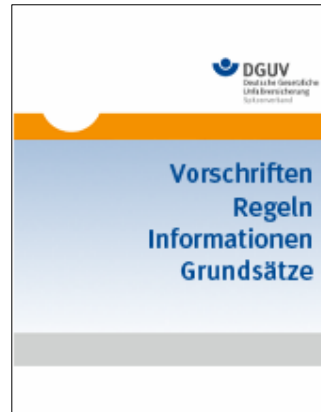 DGUV
Deutsche Gesetzliche
Unfallversicherung
Spitzenverband
Vorschriften
Regeln
Informationen
Grundsätze